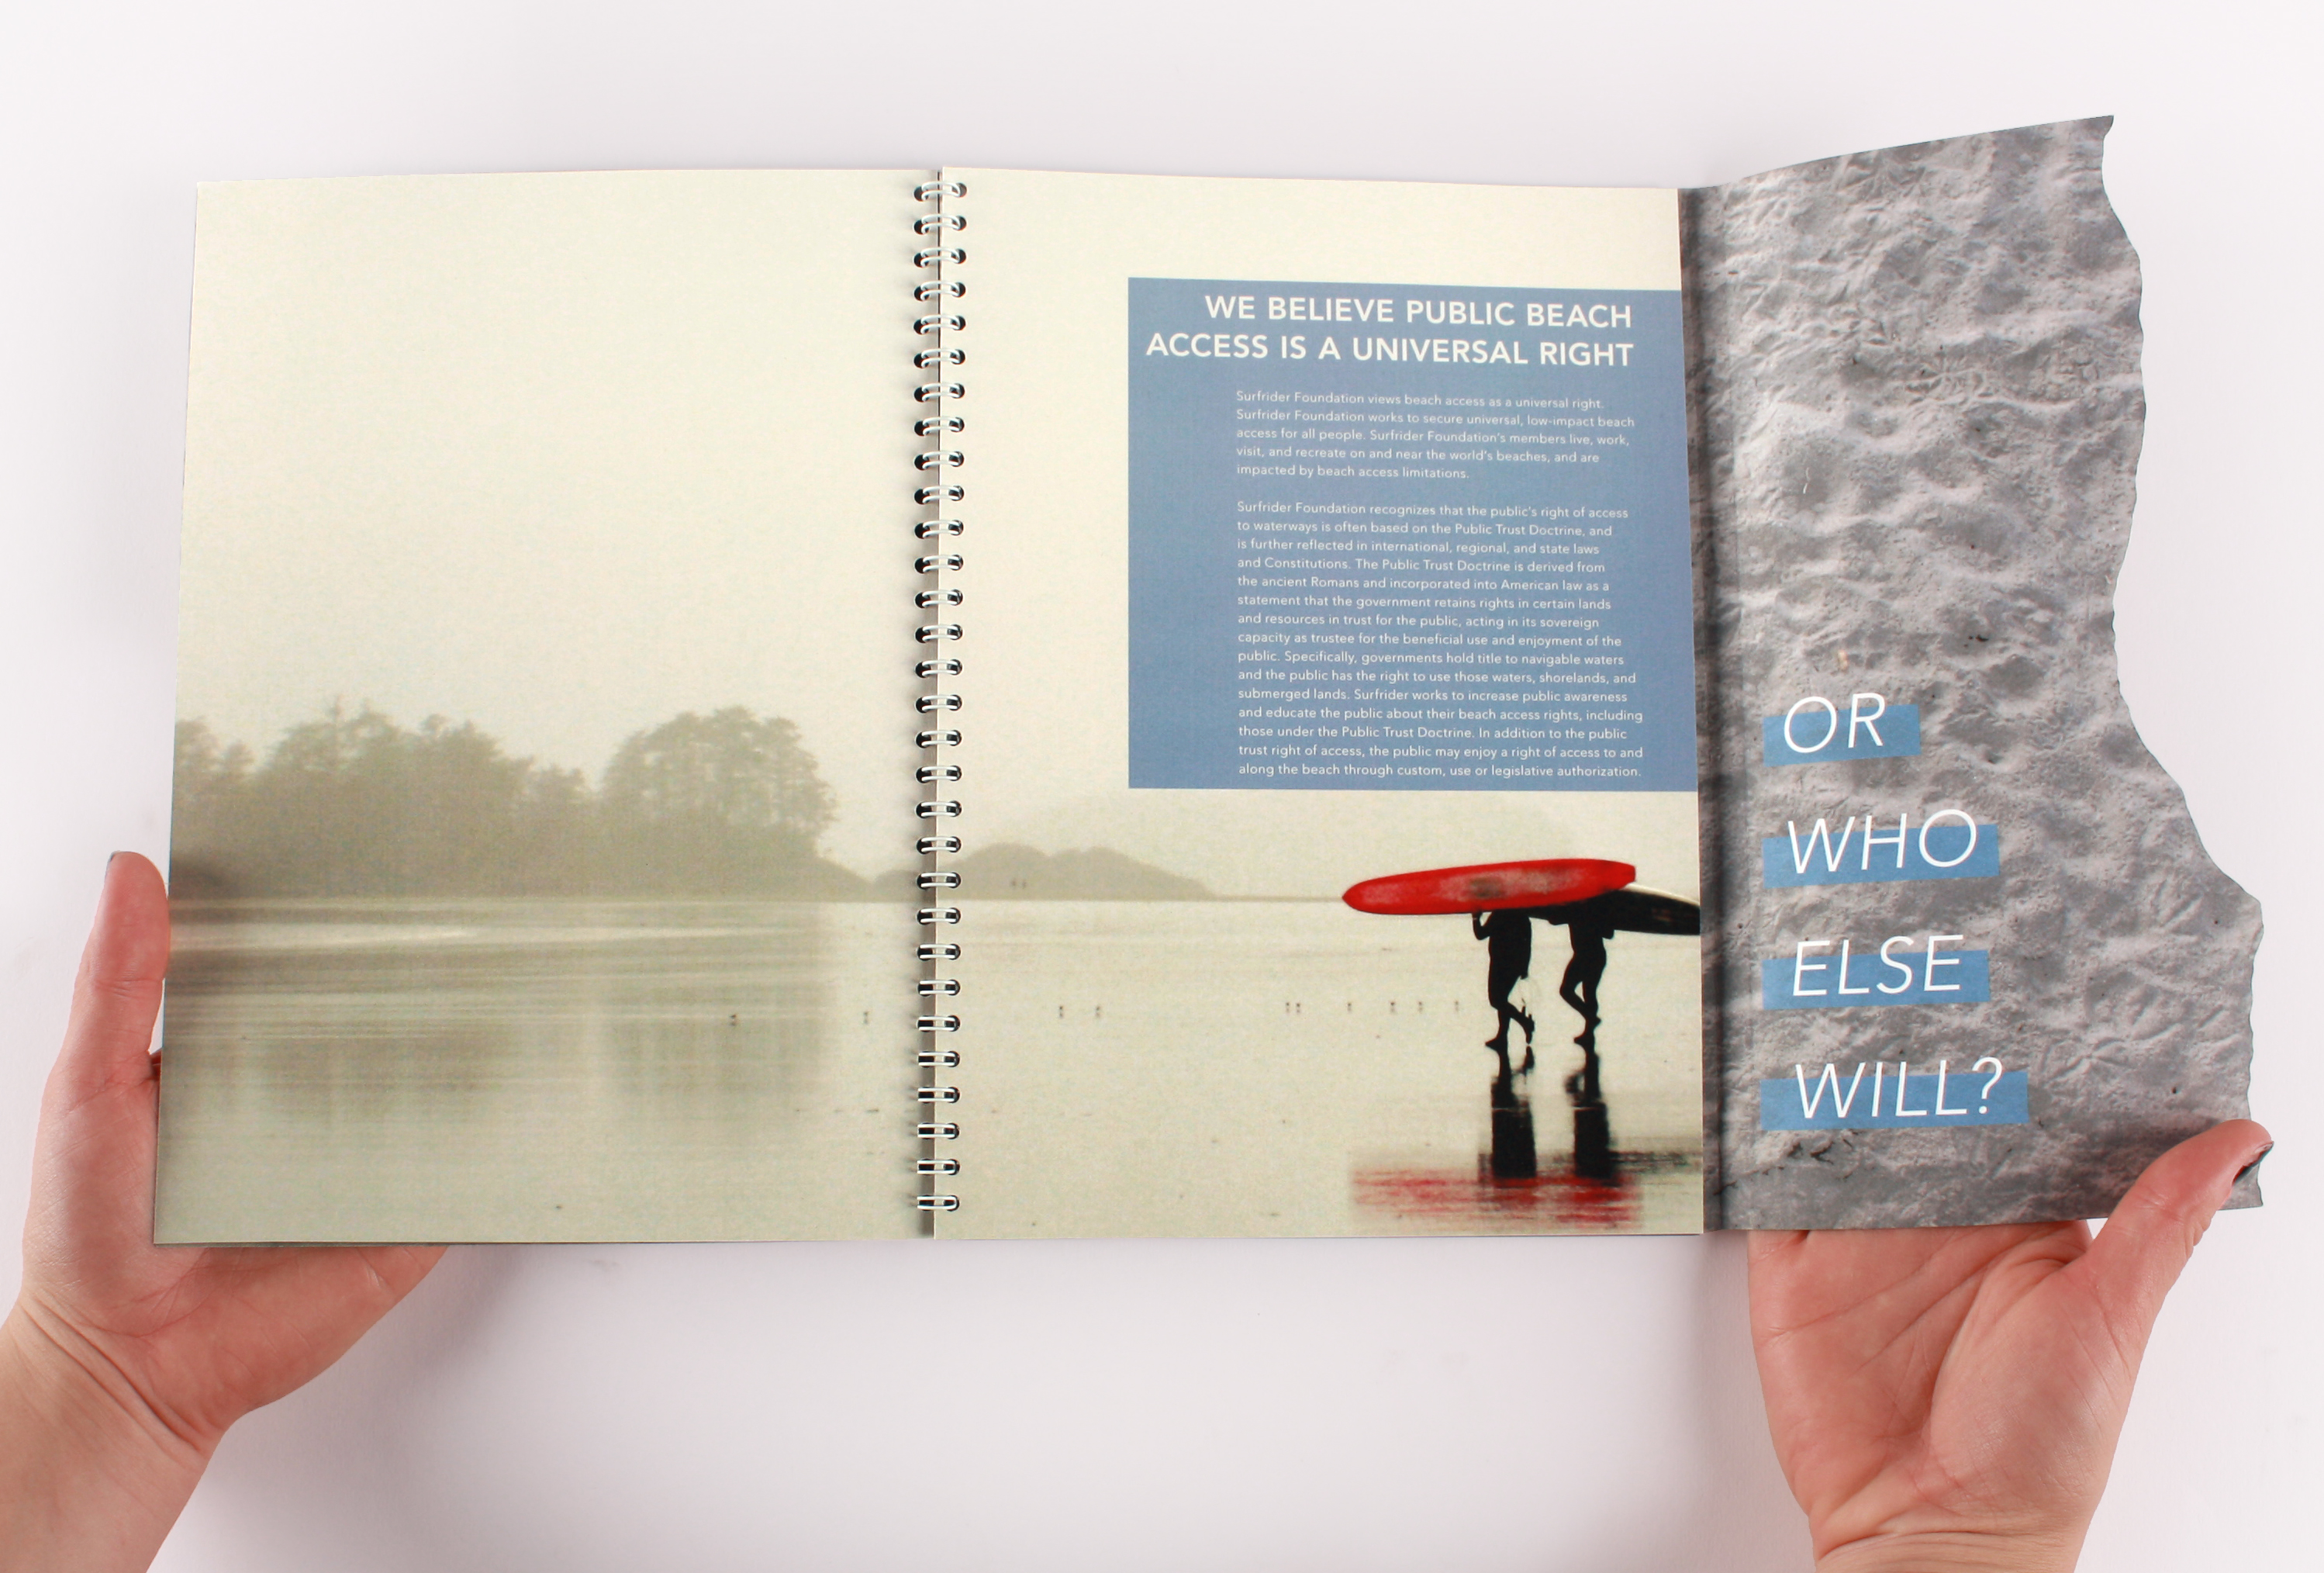 WE BELIEVE PUBLIC BEACH
ACCESS IS A UNIVERSAL RIGHT
Surfrider Foundation views beach access as a universal right.
Surfrider Foundation works to secure universal, low-impact beach
access for all people. Surfrider Foundation's members live, work,
visit, and recreate on and near the world's beaches, and are
impacted by beach access limitations.
Surfrider Foundation recognizes that the public's right of access
to waterways is often based on the Public Trust Doctrine, and
is further reflected in international, regional, and state laws
and Constitutions. The Public Trust Doctrine is derived from
the ancient Romans and incorporated into American law as a
statement that the government retains rights in certain lands
and resources in trust for the public, acting in its sovereign
capacity as trustee for the beneficial use and enjoyment of the
public. Specifically, governments hold title to navigable waters
and the public has the right to use those waters, shorelands, and
submerged lands. Surfrider works to increase public awareness
and educate the public about their beach access rights, including
those under the Public Trust Doctrine. In addition to the public
trust right of access, the public may enjoy a right of access to and
along the beach through custom, use or legislative authorization.
OR
WHO
ELSE
WILL?